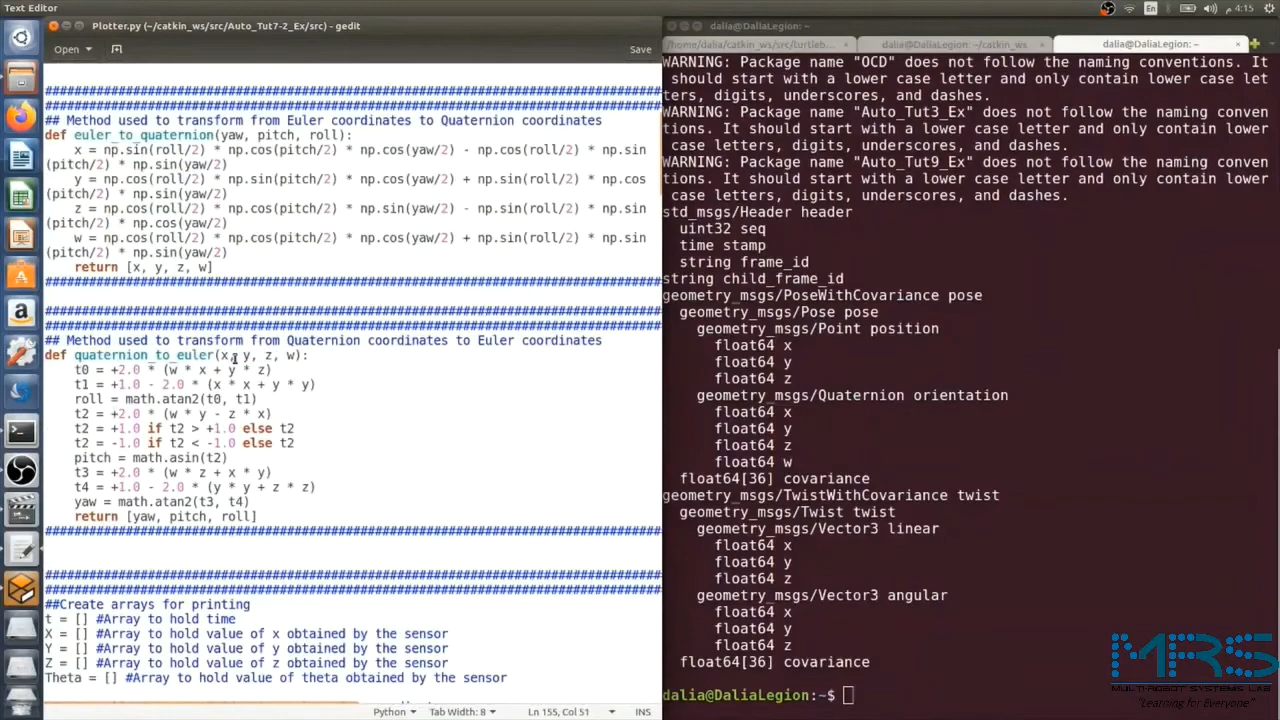 Text Editor
En
4:15 م
Plotter.py (~/catkin_ws/src/Auto_Tut7-2_Ex/src) - gedit
Open
Save
################################################################################
################################################################################
## Method used to transform from Euler coordinates to Quaternion coordinates
def euler_to_quaternion(yaw, pitch, roll):
x = np.sin(roll/2) * np.cos(pitch/2) * np.cos(yaw/2) - np.cos(roll/2) * np.sin
(pitch/2) * np.sin(yaw/2)
y = np.cos(roll/2) * np.sin(pitch/2) * np.cos(yaw/2) + np.sin(roll/2) * np.cos
(pitch/2) * np.sin(yaw/2)
z = np.cos(roll/2) * np.cos(pitch/2) * np.sin(yaw/2) - np.sin(roll/2) * np.sin
(pitch/2) * np.cos(yaw/2)
w = np.cos(roll/2) * np.cos(pitch/2) * np.cos(yaw/2) + np.sin(roll/2) * np.sin
(pitch/2) * np.sin(yaw/2)
return [x, y, z, w]
################################################################################
################################################################################
################################################################################
## Method used to transform from Quaternion coordinates to Euler coordinates
def quaternion_to_euler(x, y, z, w):
t0 = +2.0 * (w * x + y * z)
t1 = +1.0 - 2.0 * (x * x + y * y)
roll = math.atan2(t0, t1)
t2 = +2.0 * (w * y - z * x)
t2 = +1.0 if t2 > +1.0 else t2
t2 = -1.0 if t2 < -1.0 else t2
pitch = math.asin(t2)
t3 = +2.0 * (w * z + x * y)
t4 = +1.0 - 2.0 * (y * y + z * z)
yaw = math.atan2(t3, t4)
return [yaw, pitch, roll]
################################################################################
################################################################################
################################################################################
##Create arrays for printing
t = [] #Array to hold time
X = [] #Array to hold value of x obtained by the sensor
Y = [] #Array to hold value of y obtained by the sensor
Z = [] #Array to hold value of z obtained by the sensor
Theta = [] #Array to hold value of theta obtained by the sensor
Python
Tab Width: 8
Ln 155, Col 51
INS
dalia@DaliaLegion: ~
/home/dalia/catkin_ws/src/turtleb...
dalia@DaliaLegion: ~/catkin_ws
dalia@DaliaLegion: ~
WARNING: Package name "OCD" does not follow the naming conventions. It
should start with a lower case letter and only contain lower case let
ters, digits, underscores, and dashes.
WARNING: Package name "Auto_Tut3_Ex" does not follow the naming conven
tions. It should start with a lower case letter and only contain lower
case letters, digits, underscores, and dashes.
WARNING: Package name "Auto_Tut9_Ex" does not follow the naming conven
tions. It should start with a lower case letter and only contain lower
case letters, digits, underscores, and dashes.
std_msgs/Header header
uint32 seq
time stamp
string frame_id
string child_frame_id
geometry_msgs/PoseWithCovariance pose
geometry_msgs/Pose pose
geometry_msgs/Point position
float64 x
float64 y
float64 z
geometry_msgs/Quaternion orientation
float64 x
float64 y
float64 z
float64 w
float64[36] covariance
geometry_msgs/TwistWithCovariance twist
geometry_msgs/Twist twist
geometry_msgs/Vector3 linear
float64 x
float64 y
float64 z
geometry_msgs/Vector3 angular
float64 x
float64 y
float64 z
float64[36] covariance
dalia@DaliaLegion:~$
MRS
MULTI-ROBOT SYSTEMS LAB
"Learning for Everyone"